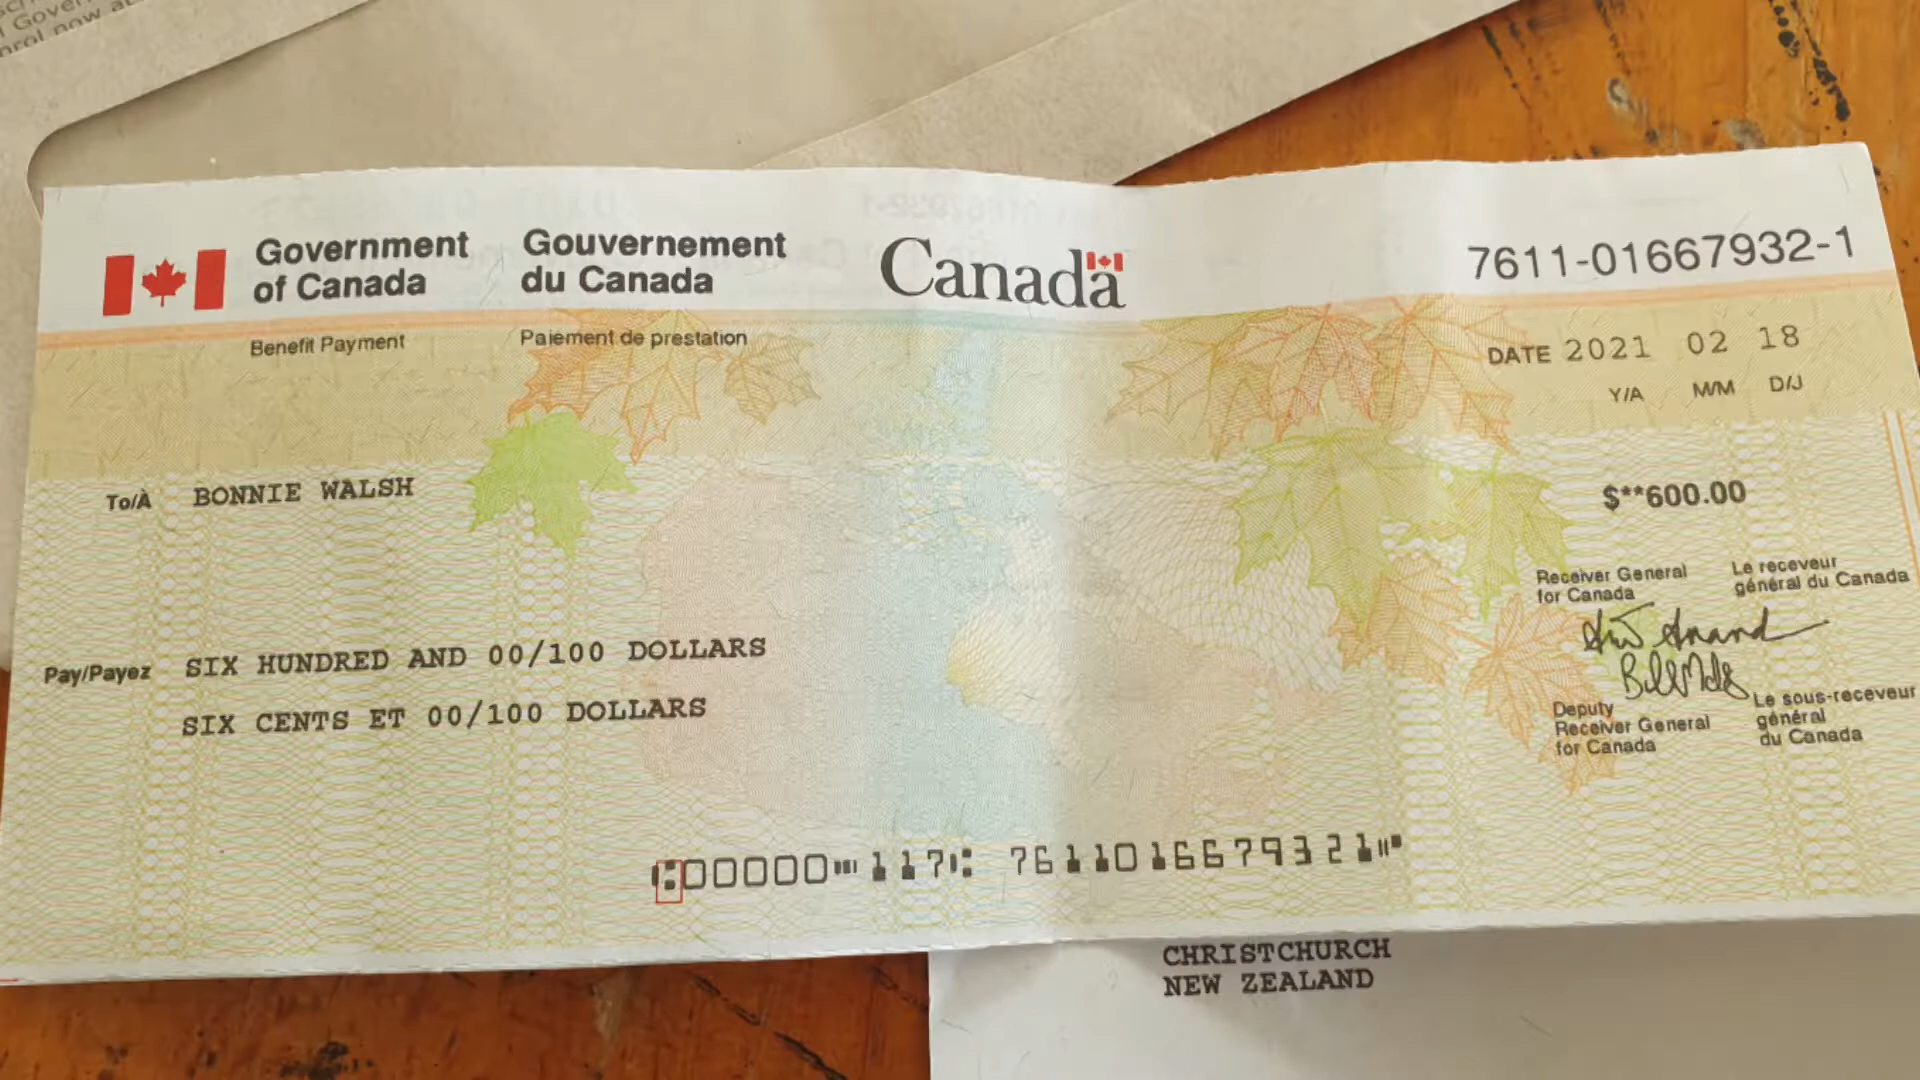 Gover
nrol now a
Government
of Canada
Gouvernement
du Canada
Canada
7611-01667932-1
Benefit Payment
Paiement de prestation
DATE 2021 02 18
Y/A M/M D/J
To/À BONNIE WALSH
$**600.00
Receiver General
for Canada
Le receveur
général du Canada
Pay/Payez SIX HUNDRED AND 00/100 DOLLARS
SIX CENTS ET 00/100 DOLLARS
Deputy
Receiver General
for Canada
Le sous-receveur
général
du Canada
⑆00000⑉117⑆ 7611016679321⑈
CHRISTCHURCH
NEW ZEALAND